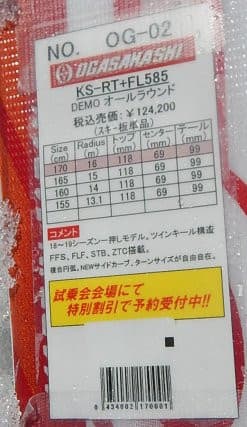 NO. OG-02
OGASAKASKI
KS-RT+FL585
DEMO オールラウンド
税込売価：￥124,200
(スキー板単品)
Size (cm) Radius (m) トップ (mm) センター (mm) テール (mm)
170 16 118 69 99
165 15 118 69 99
160 14 118 69 99
155 13.1 118 69 99
コメント
18～19シーズン一押しモデル。ツインキール構造
FFS、FLF、STB、ZTC搭載。
複合円弧、NEWサイドカーブ、ターンサイズが自由自在。
試乗会会場にて
特別割引で予約受付中!!